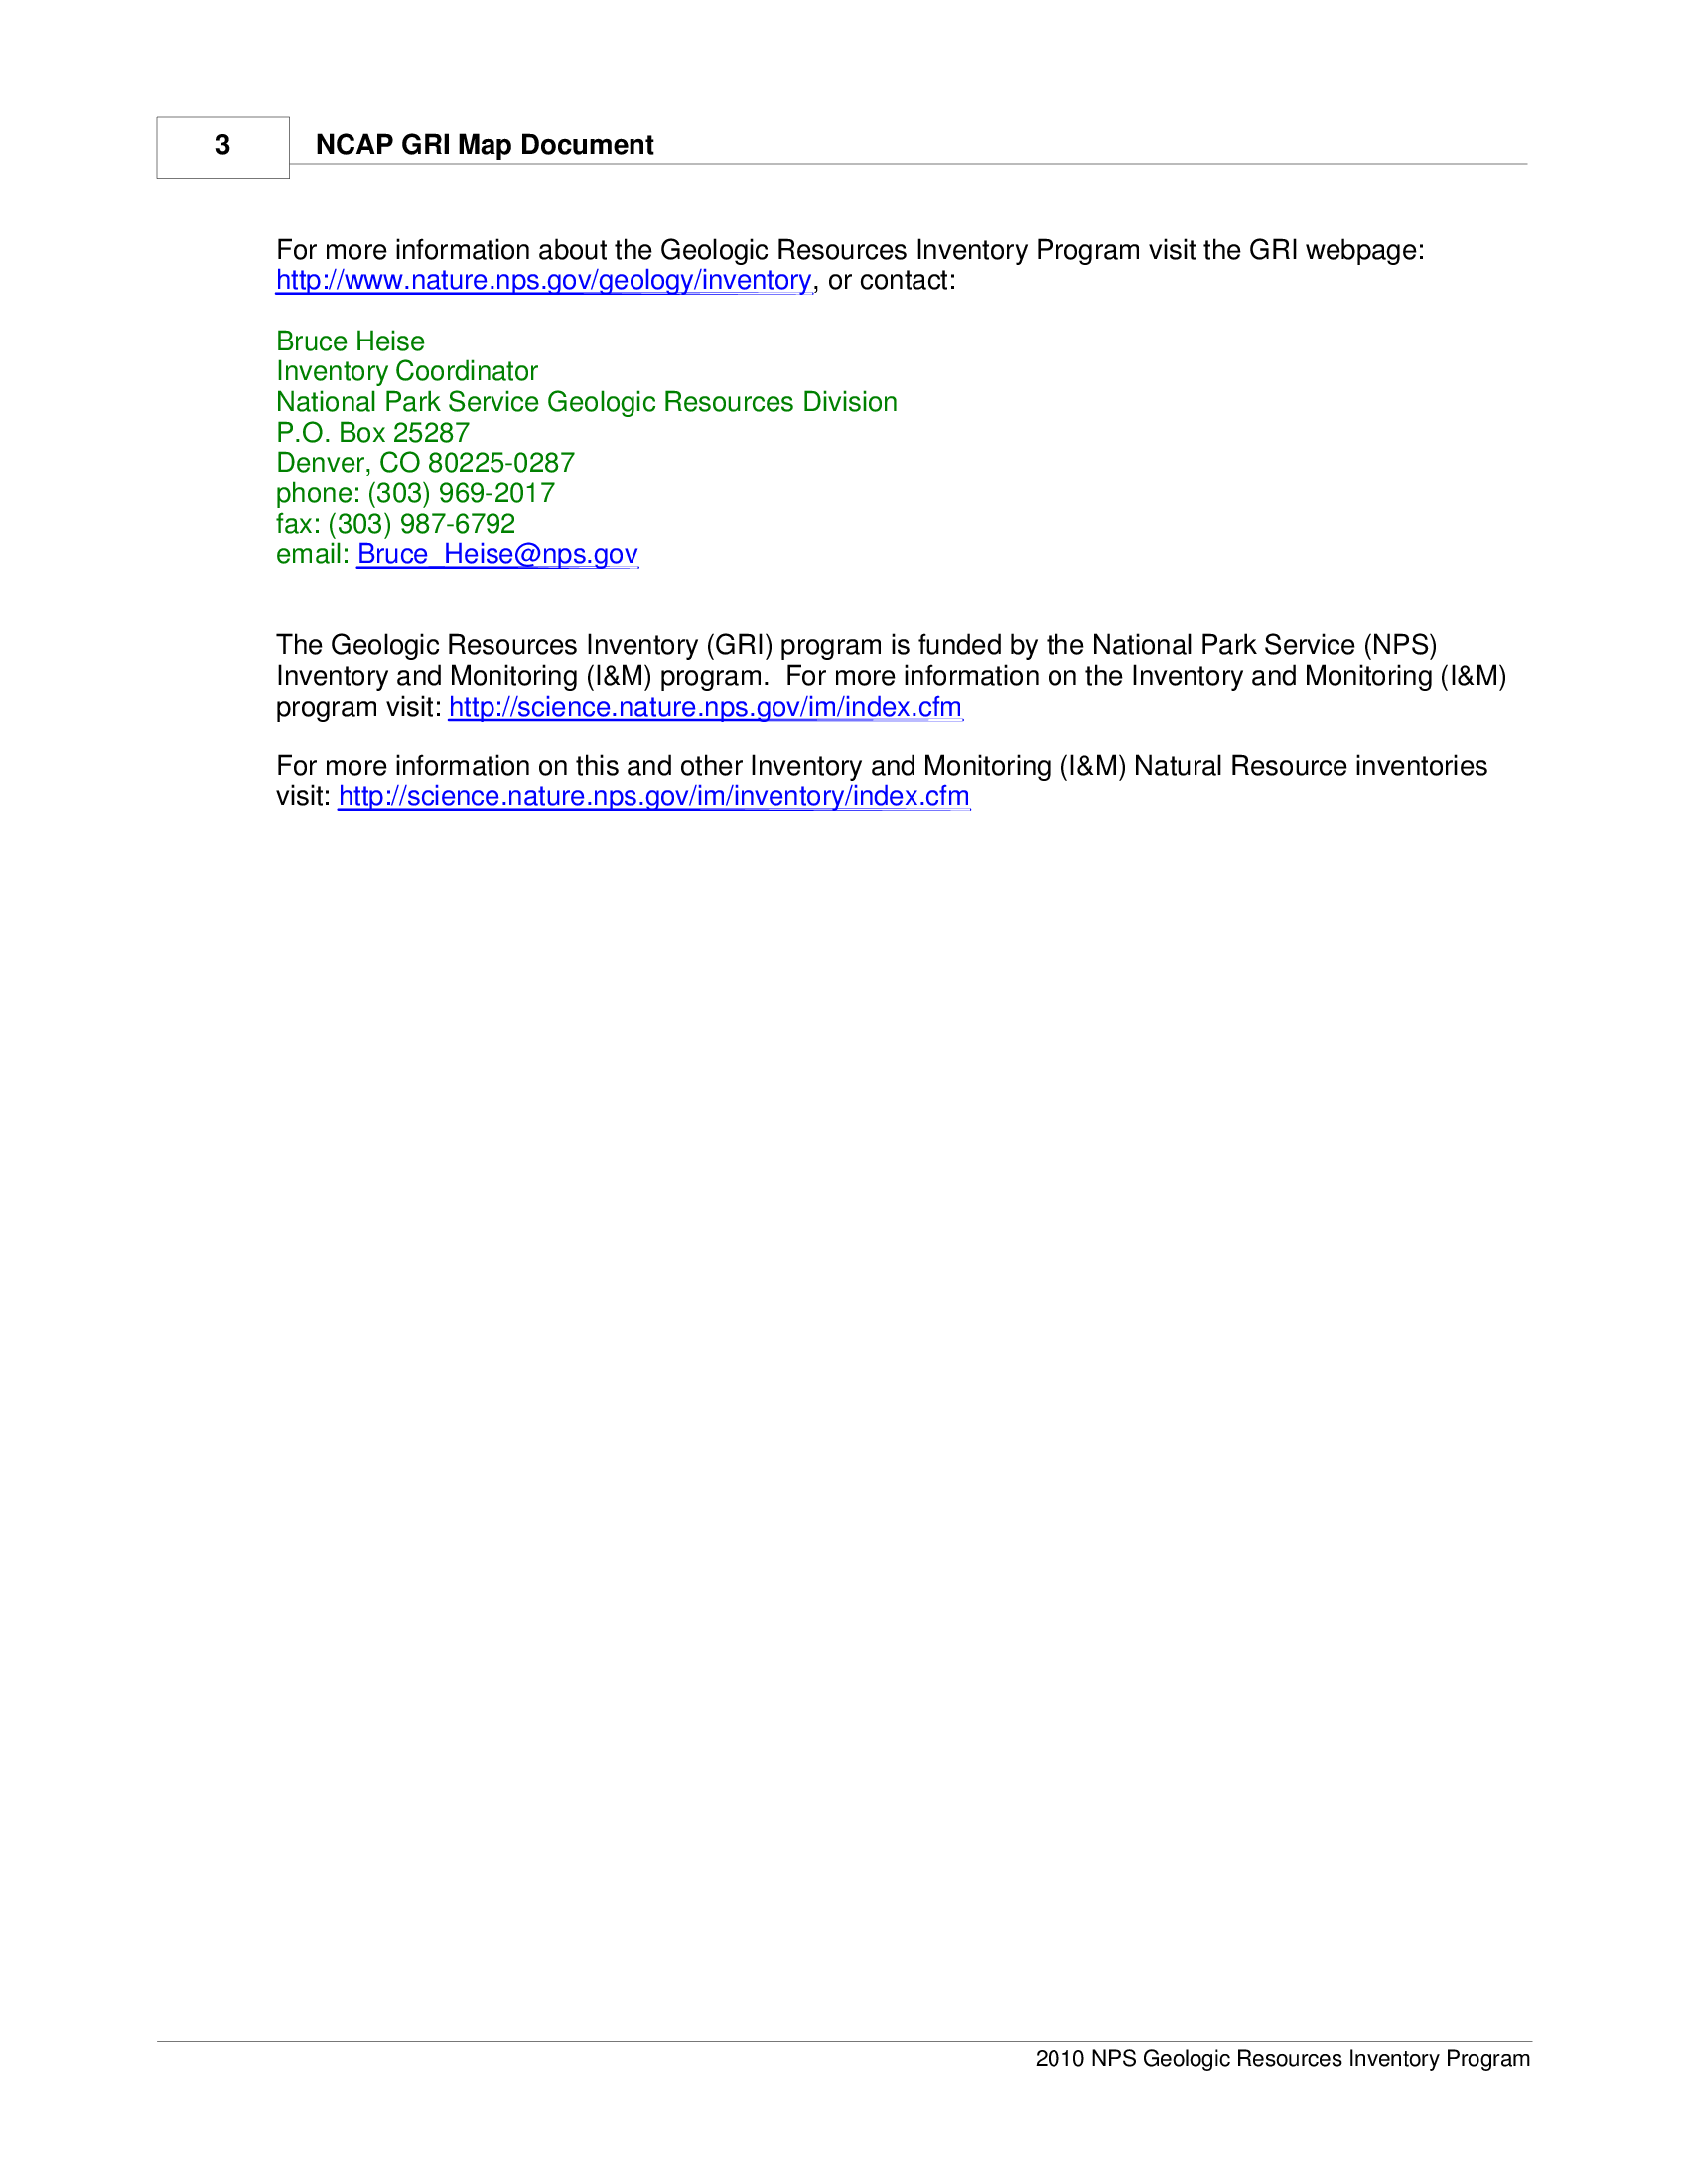 3 NCAP GRI Map Document
For more information about the Geologic Resources Inventory Program visit the GRI webpage:
http://www.nature.nps.gov/geology/inventory, or contact:
Bruce Heise
Inventory Coordinator
National Park Service Geologic Resources Division
P.O. Box 25287
Denver, CO 80225-0287
phone: (303) 969-2017
fax: (303) 987-6792
email: Bruce_Heise@nps.gov
The Geologic Resources Inventory (GRI) program is funded by the National Park Service (NPS)
Inventory and Monitoring (I&M) program.  For more information on the Inventory and Monitoring (I&M)
program visit: http://science.nature.nps.gov/im/index.cfm
For more information on this and other Inventory and Monitoring (I&M) Natural Resource inventories
visit: http://science.nature.nps.gov/im/inventory/index.cfm
2010 NPS Geologic Resources Inventory Program